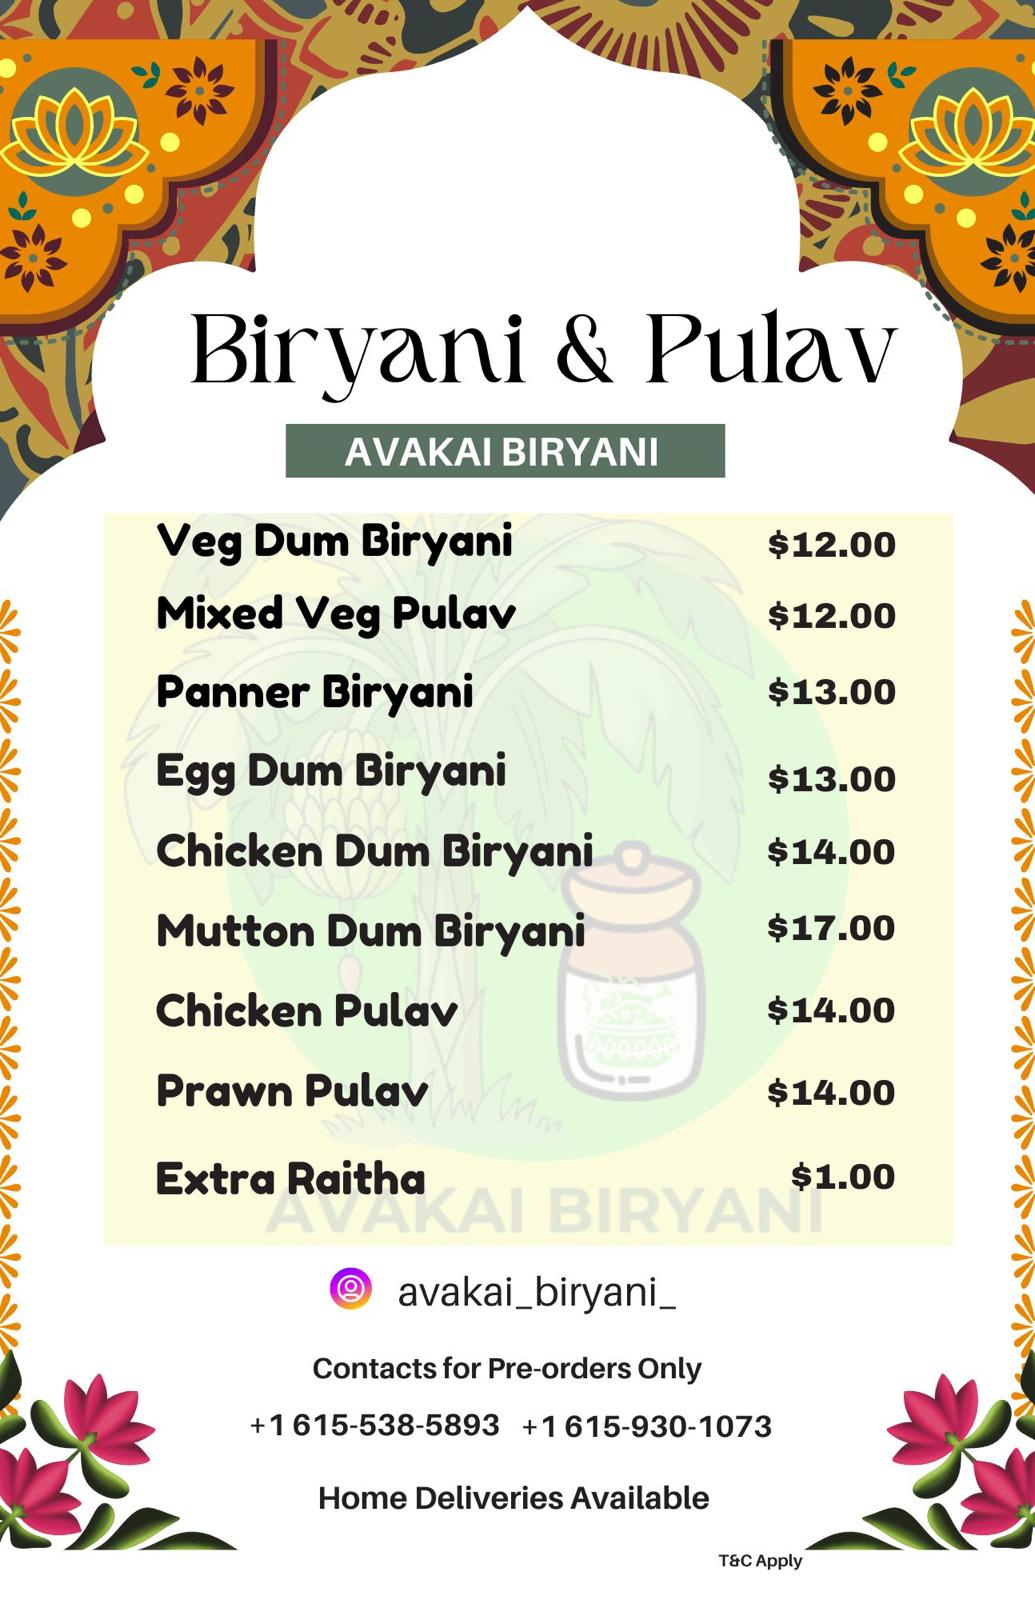 Biryani & Pulav
AVAKAI BIRYANI
Veg Dum Biryani $12.00
Mixed Veg Pulav $12.00
Panner Biryani $13.00
Egg Dum Biryani $13.00
Chicken Dum Biryani $14.00
Mutton Dum Biryani $17.00
Chicken Pulav $14.00
Prawn Pulav $14.00
Extra Raitha $1.00
AVAKAI BIRYANI
avakai_biryani_
Contacts for Pre-orders Only
+1 615-538-5893 +1 615-930-1073
Home Deliveries Available
T&C Apply